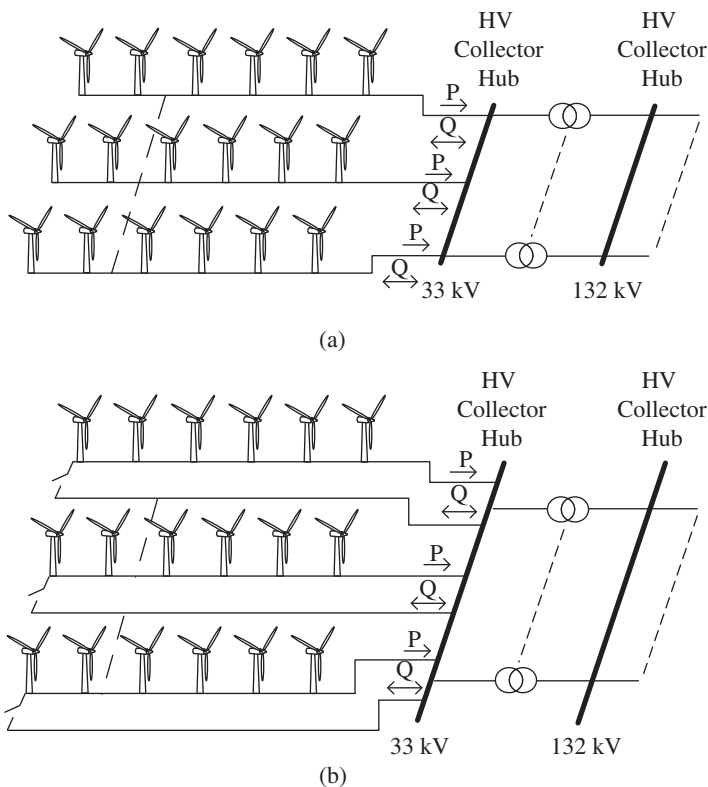 HV
Collector
Hub
HV
Collector
Hub
P
Q
P
Q
P
Q
33 kV
132 kV
(a)
HV
Collector
Hub
HV
Collector
Hub
P
Q
P
Q
P
Q
33 kV
132 kV
(b)